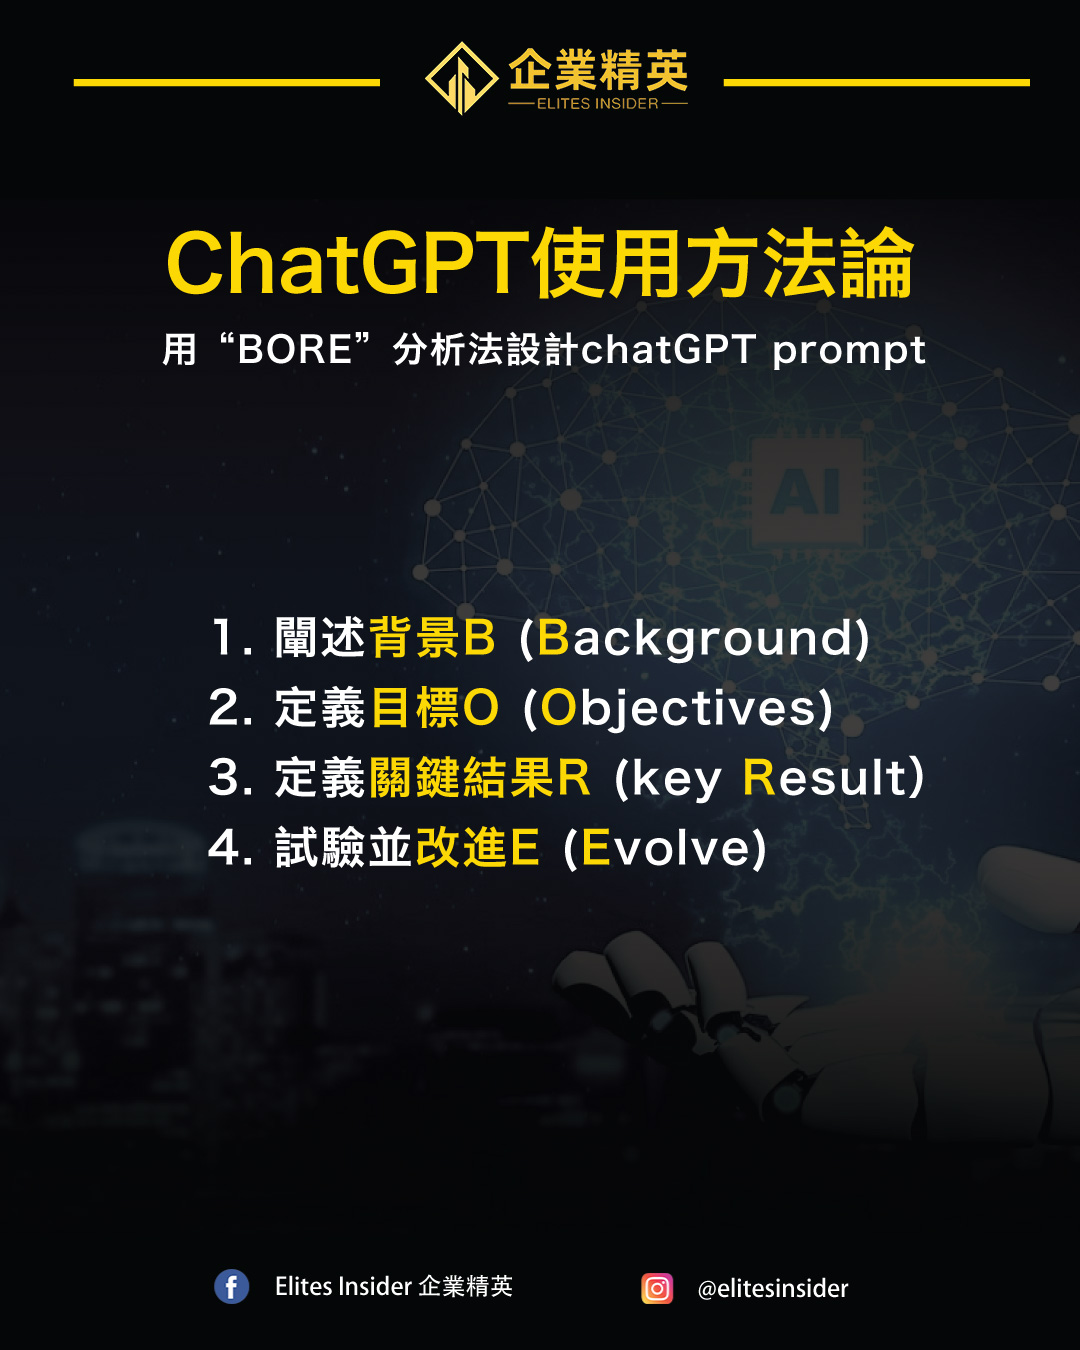 企業精英
ELITES INSIDER
ChatGPT使用方法論
用“BORE”分析法設計chatGPT prompt
AI
1. 闡述背景B (Background)
2. 定義目標O (Objectives)
3. 定義關鍵結果R (key Result）
4. 試驗並改進E (Evolve)
Elites Insider 企業精英
@elitesinsider